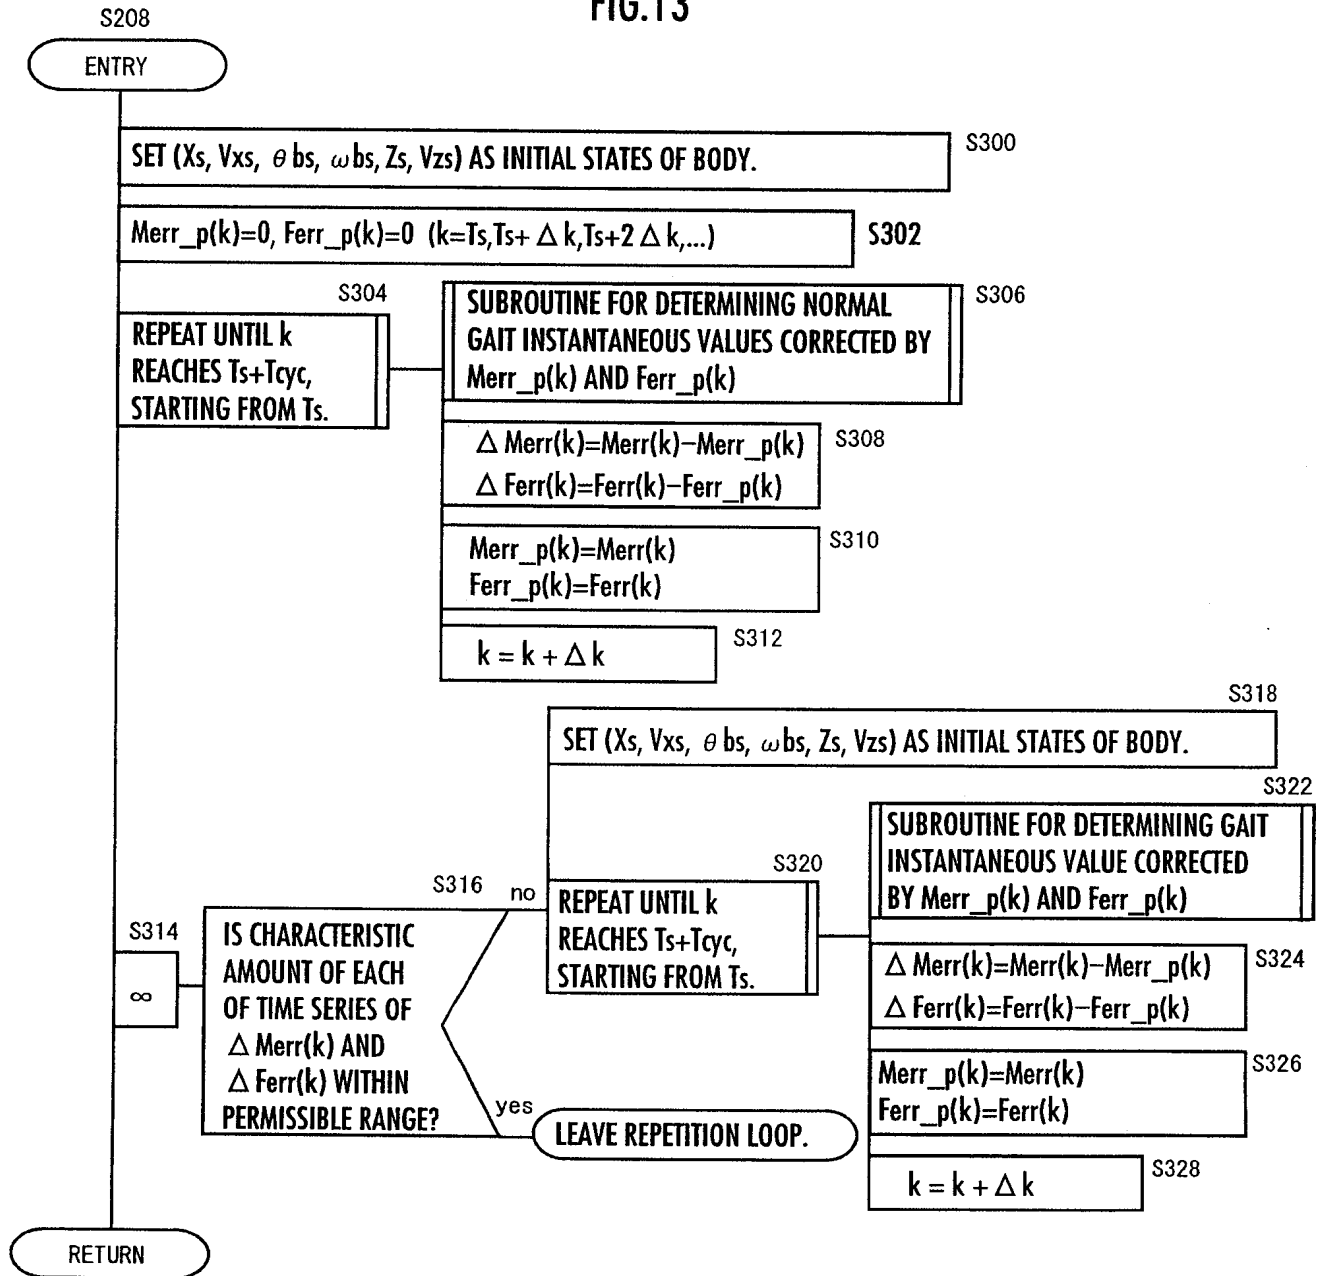 FIG.13
S208
ENTRY
SET (Xs, Vxs, θbs, ωbs, Zs, Vzs) AS INITIAL STATES OF BODY.
S300
Merr_p(k)=0, Ferr_p(k)=0 (k=Ts,Ts+Δk,Ts+2Δk,...)
S302
S304
REPEAT UNTIL k
REACHES Ts+Tcyc,
STARTING FROM Ts.
SUBROUTINE FOR DETERMINING NORMAL
GAIT INSTANTANEOUS VALUES CORRECTED BY
Merr_p(k) AND Ferr_p(k)
S306
ΔMerr(k)=Merr(k)-Merr_p(k)
ΔFerr(k)=Ferr(k)-Ferr_p(k)
S308
Merr_p(k)=Merr(k)
Ferr_p(k)=Ferr(k)
S310
k=k+Δk
S312
S314
∞
S316
IS CHARACTERISTIC
AMOUNT OF EACH
OF TIME SERIES OF
ΔMerr(k) AND
ΔFerr(k) WITHIN
PERMISSIBLE RANGE?
no
S318
SET (Xs, Vxs, θbs, ωbs, Zs, Vzs) AS INITIAL STATES OF BODY.
S320
REPEAT UNTIL k
REACHES Ts+Tcyc,
STARTING FROM Ts.
S322
SUBROUTINE FOR DETERMINING GAIT
INSTANTANEOUS VALUE CORRECTED
BY Merr_p(k) AND Ferr_p(k)
ΔMerr(k)=Merr(k)-Merr_p(k)
ΔFerr(k)=Ferr(k)-Ferr_p(k)
S324
Merr_p(k)=Merr(k)
Ferr_p(k)=Ferr(k)
S326
k=k+Δk
S328
yes
LEAVE REPETITION LOOP.
RETURN